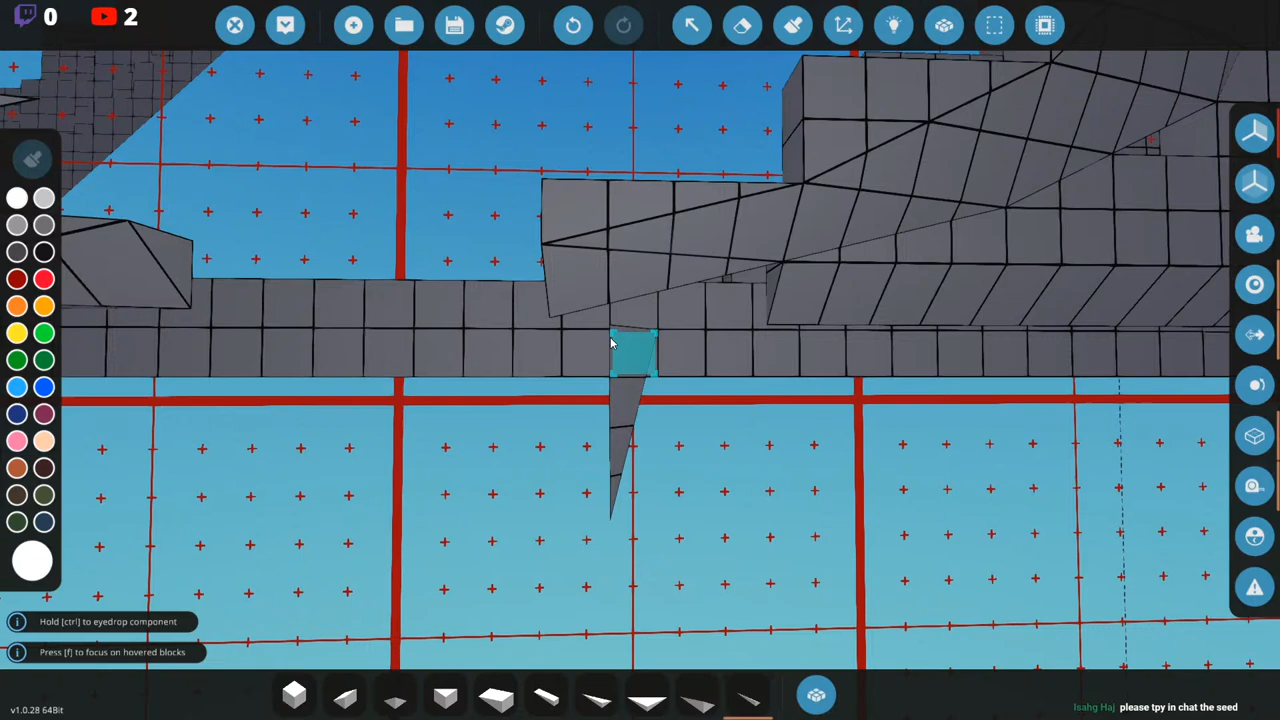 0
2
Hold [ctrl] to eyedrop component
Press [f] to focus on hovered blocks
v1.0.28 64Bit
Isahg Haj please tpy in chat the seed